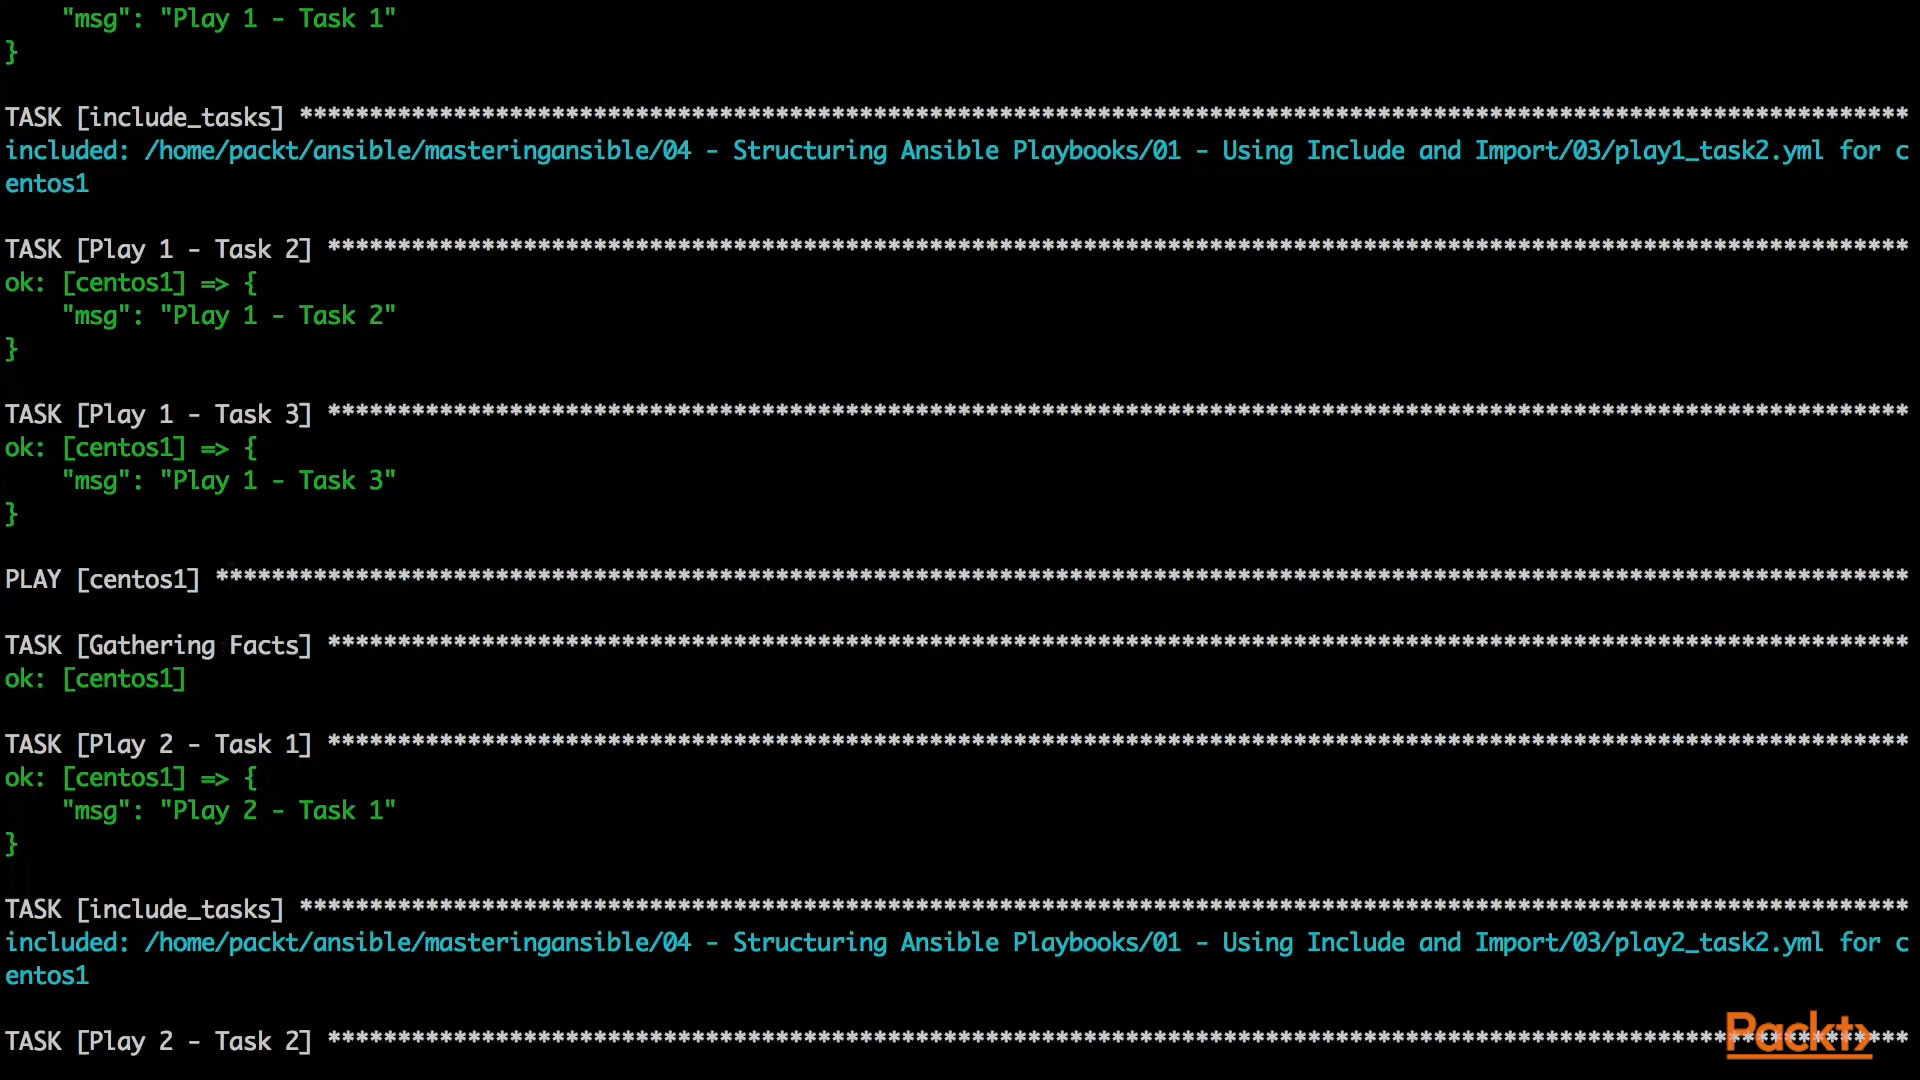 "msg": "Play 1 - Task 1"
}
TASK [include_tasks] *******************************************************************************************************************
included: /home/packt/ansible/masteringansible/04 - Structuring Ansible Playbooks/01 - Using Include and Import/03/play1_task2.yml for c
entos1
TASK [Play 1 - Task 2] *****************************************************************************************************************
ok: [centos1] => {
"msg": "Play 1 - Task 2"
}
TASK [Play 1 - Task 3] *****************************************************************************************************************
ok: [centos1] => {
"msg": "Play 1 - Task 3"
}
PLAY [centos1] *************************************************************************************************************************
TASK [Gathering Facts] *****************************************************************************************************************
ok: [centos1]
TASK [Play 2 - Task 1] *****************************************************************************************************************
ok: [centos1] => {
"msg": "Play 2 - Task 1"
}
TASK [include_tasks] *******************************************************************************************************************
included: /home/packt/ansible/masteringansible/04 - Structuring Ansible Playbooks/01 - Using Include and Import/03/play2_task2.yml for c
entos1
TASK [Play 2 - Task 2] *****************************************************************************************************************
Packt>